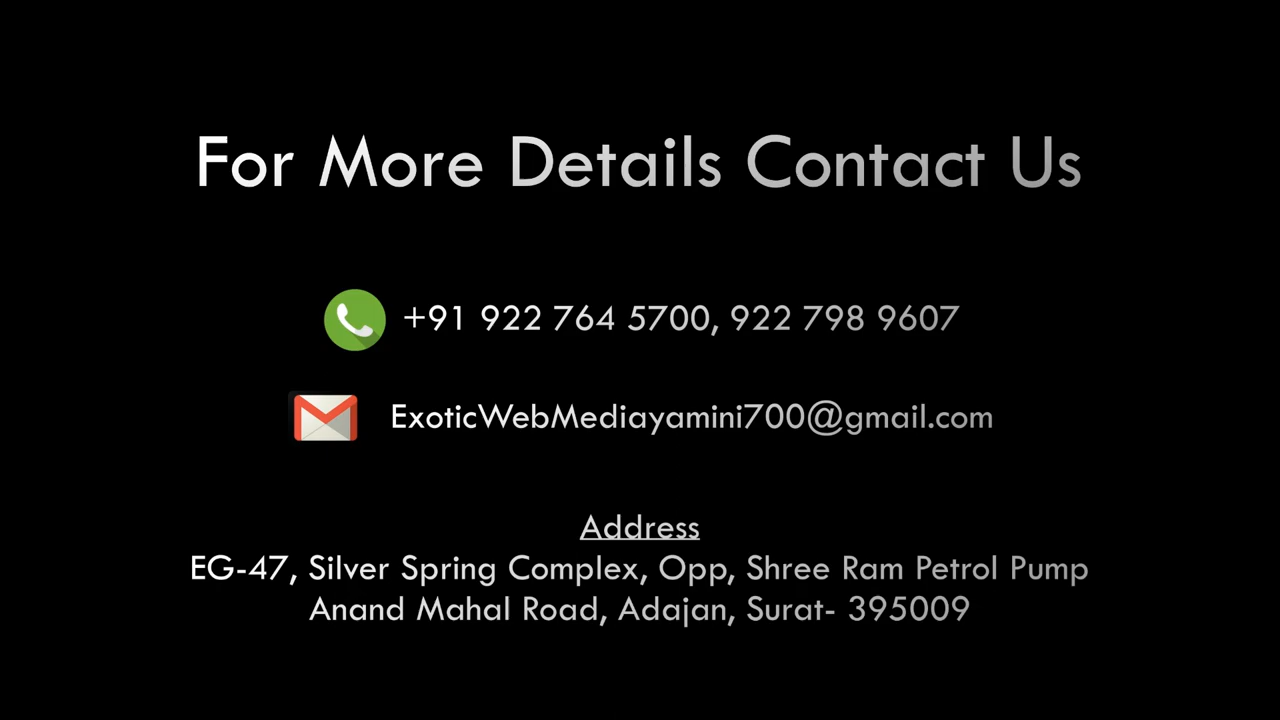 For More Details Contact Us
+91 922 764 5700, 922 798 9607
ExoticWebMediayamini700@gmail.com
Address
EG-47, Silver Spring Complex, Opp, Shree Ram Petrol Pump
Anand Mahal Road, Adajan, Surat- 395009